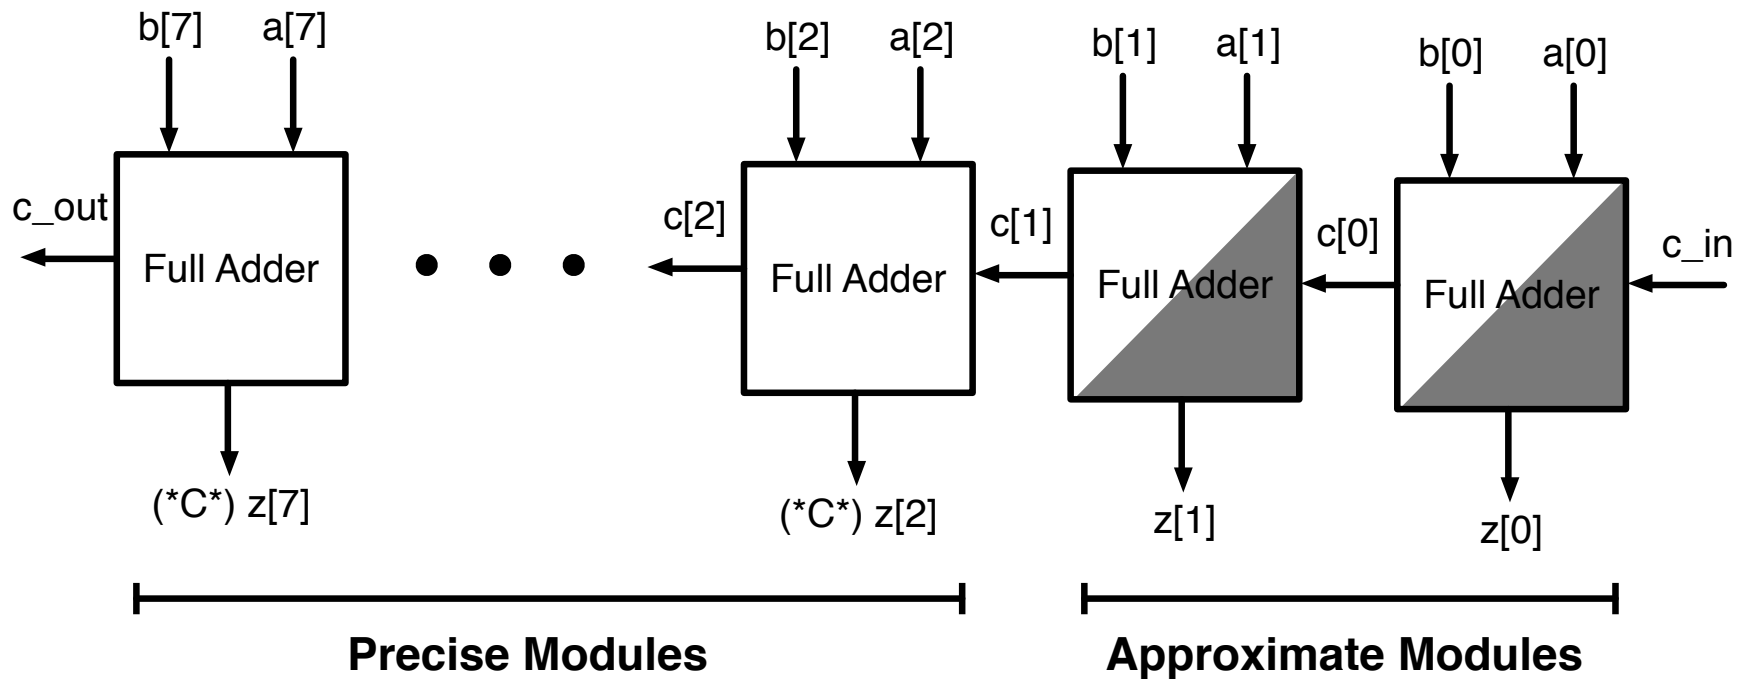 b[7] a[7] b[2] a[2] b[1] a[1] b[0] a[0]
c_out c[2] c[1] c[0] c_in
Full Adder Full Adder Full Adder Full Adder
(*C*) z[7] (*C*) z[2] z[1] z[0]
Precise Modules Approximate Modules